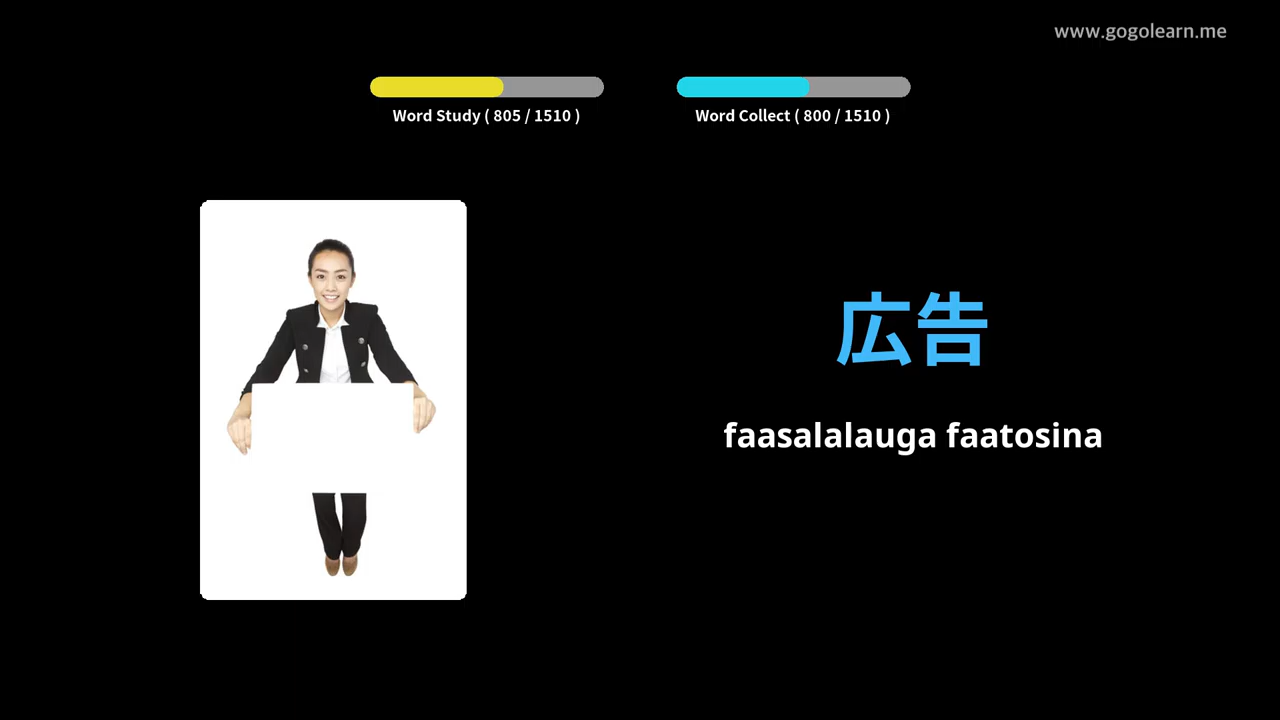 www.gogolearn.me
Word Study ( 805 / 1510 )
Word Collect ( 800 / 1510 )
広告
faasalalauga faatosina